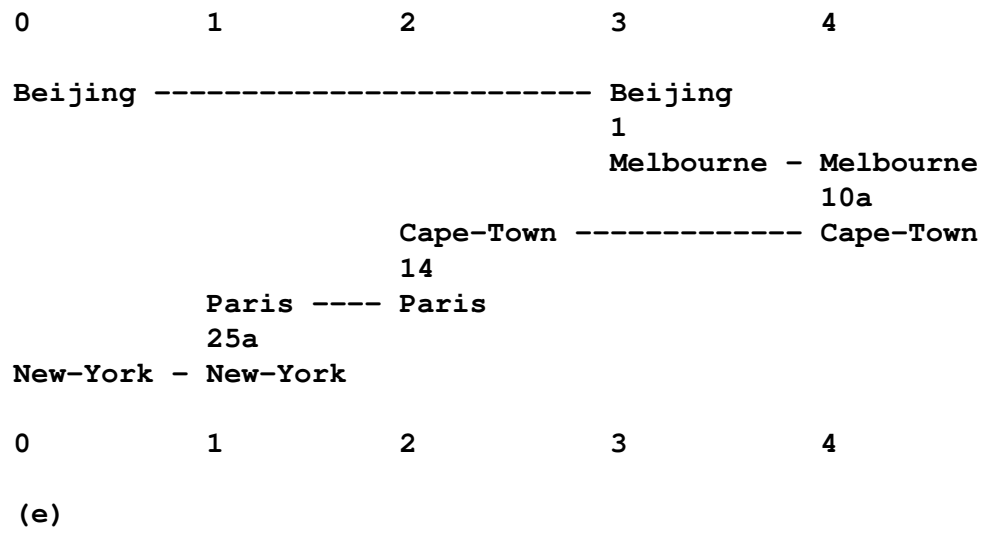 0 1 2 3 4
Beijing ------------------------- Beijing
1
Melbourne - Melbourne
10a
Cape-Town ------------- Cape-Town
14
Paris ---- Paris
25a
New-York - New-York
0 1 2 3 4
(e)